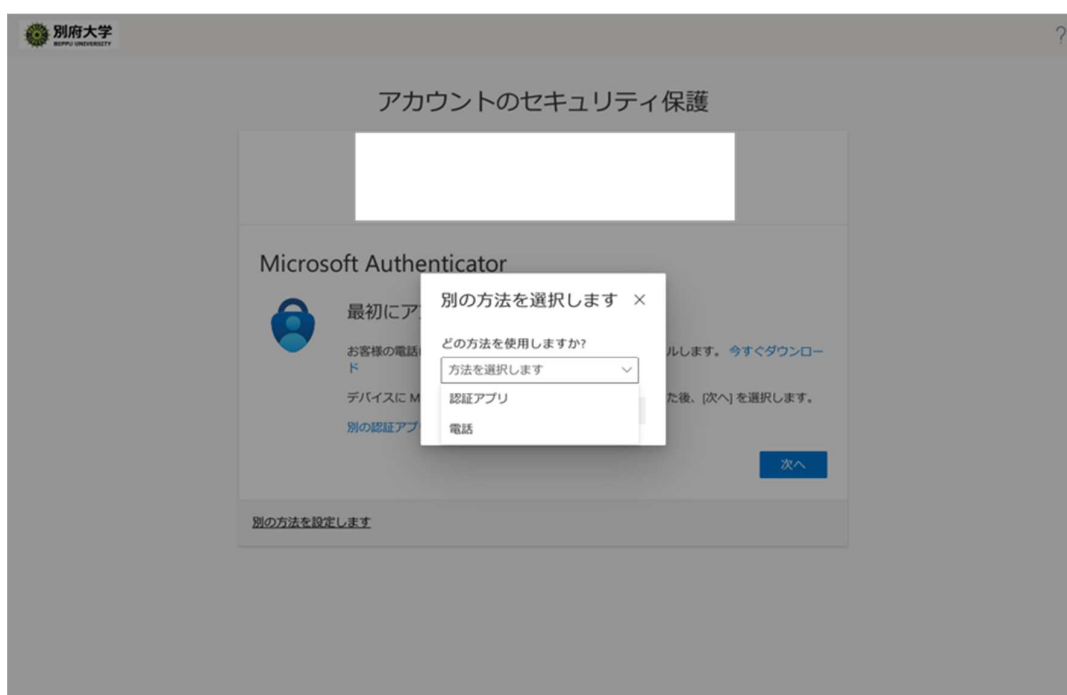 別府大学
BEPPU UNIVERSITY
?
アカウントのセキュリティ保護
Microsoft Authenticator
別の方法を選択します ×
最初にア
どの方法を使用しますか?
お客様の電話
ルします。 今すぐダウンロー
ド
方法を選択します
デバイスに M
認証アプリ
た後、[次へ] を選択します。
別の認証アプ
電話
次へ
別の方法を設定します